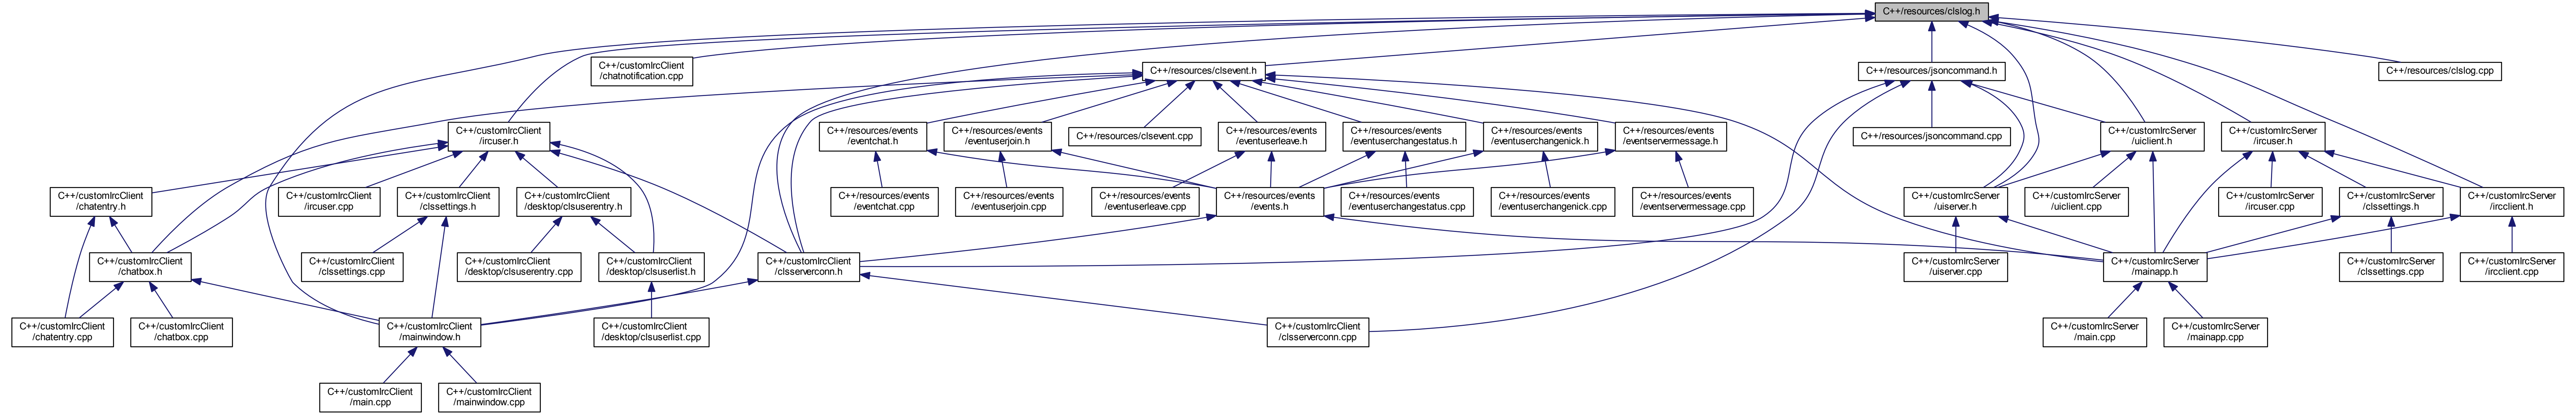 C++/resources/clslog.h
C++/customIrcClient
/chatnotification.cpp
C++/resources/clsevent.h
C++/resources/jsoncommand.h
C++/resources/clslog.cpp
C++/customIrcClient
/ircuser.h
C++/resources/events
/eventchat.h
C++/resources/events
/eventuserjoin.h
C++/resources/clsevent.cpp
C++/resources/events
/eventuserleave.h
C++/resources/events
/eventuserchangestatus.h
C++/resources/events
/eventuserchangenick.h
C++/resources/events
/eventservermessage.h
C++/resources/jsoncommand.cpp
C++/customIrcServer
/uiclient.h
C++/customIrcServer
/ircuser.h
C++/customIrcClient
/chatentry.h
C++/customIrcClient
/ircuser.cpp
C++/customIrcClient
/clssettings.h
C++/customIrcClient
/desktop/clsuserentry.h
C++/resources/events
/eventchat.cpp
C++/resources/events
/eventuserjoin.cpp
C++/resources/events
/eventuserleave.cpp
C++/resources/events
/events.h
C++/resources/events
/eventuserchangestatus.cpp
C++/resources/events
/eventuserchangenick.cpp
C++/resources/events
/eventservermessage.cpp
C++/customIrcServer
/uiserver.h
C++/customIrcServer
/uiclient.cpp
C++/customIrcServer
/ircuser.cpp
C++/customIrcServer
/clssettings.h
C++/customIrcServer
/ircclient.h
C++/customIrcClient
/chatbox.h
C++/customIrcClient
/clssettings.cpp
C++/customIrcClient
/desktop/clsuserentry.cpp
C++/customIrcClient
/desktop/clsuserlist.h
C++/customIrcClient
/clsserverconn.h
C++/customIrcServer
/uiserver.cpp
C++/customIrcServer
/mainapp.h
C++/customIrcServer
/clssettings.cpp
C++/customIrcServer
/ircclient.cpp
C++/customIrcClient
/chatentry.cpp
C++/customIrcClient
/chatbox.cpp
C++/customIrcClient
/mainwindow.h
C++/customIrcClient
/desktop/clsuserlist.cpp
C++/customIrcClient
/clsserverconn.cpp
C++/customIrcServer
/main.cpp
C++/customIrcServer
/mainapp.cpp
C++/customIrcClient
/main.cpp
C++/customIrcClient
/mainwindow.cpp